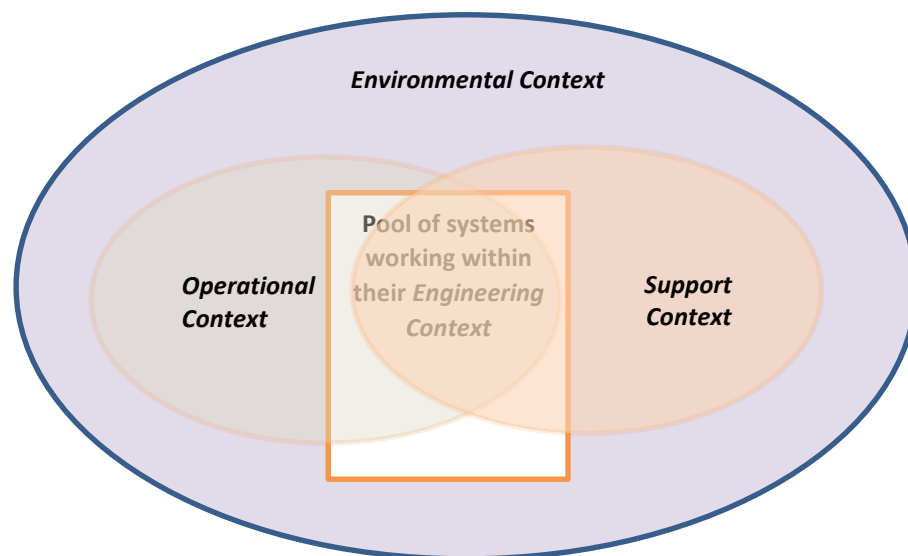 Environmental Context
Pool of systems
working within
their Engineering
Context
Operational
Context
Support
Context